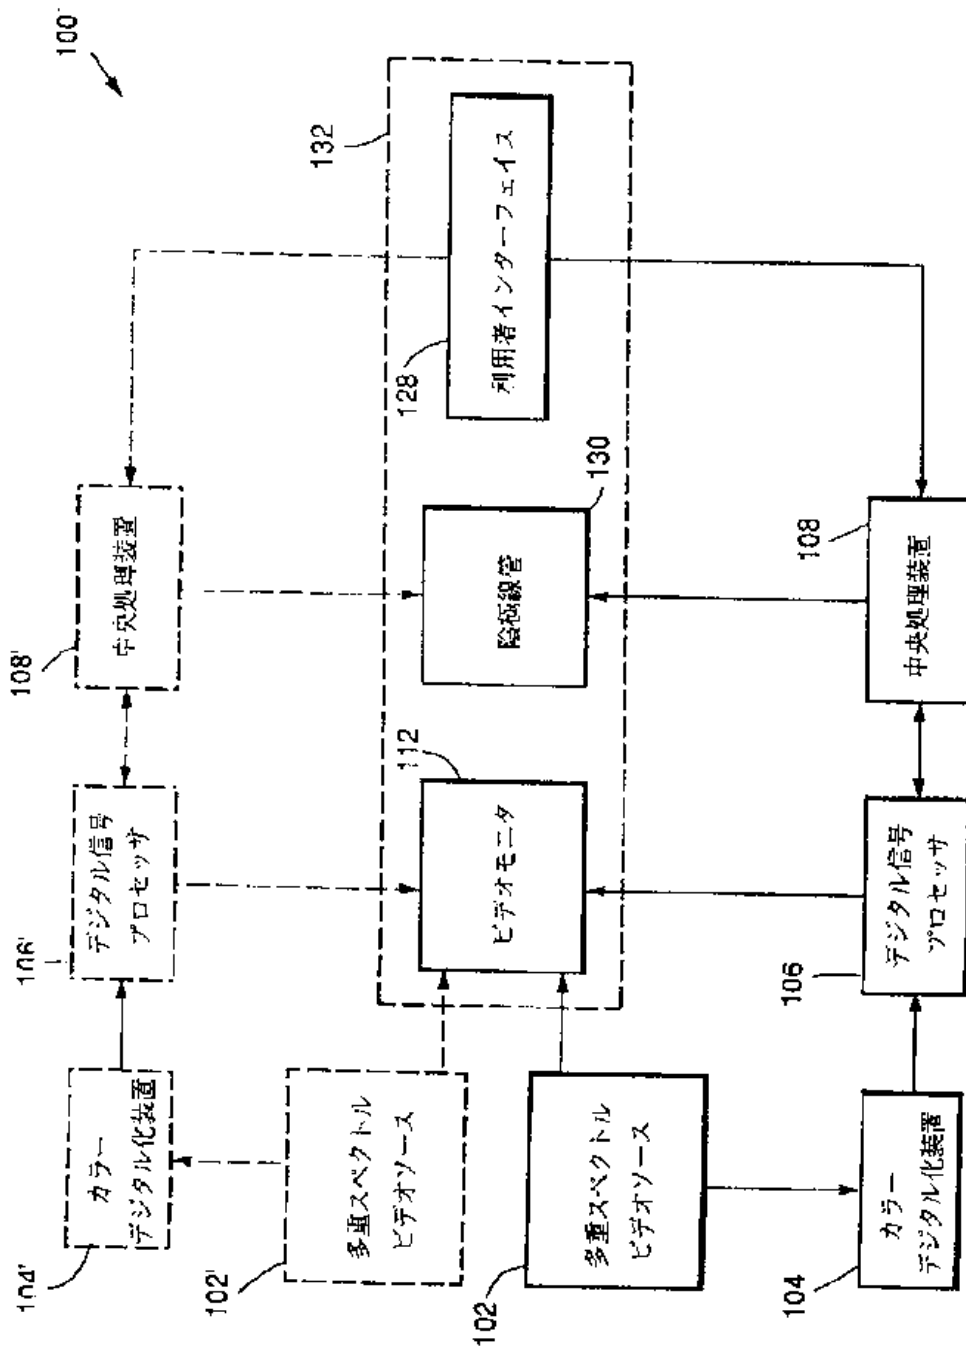 100
104'
カラー
デジタル化装置
106'
デジタル信号
プロセッサ
108'
中央処理装置
102'
多重スペクトル
ビデオソース
132
112
ビデオモニタ
130
陰極線管
128
利用者インターフェイス
102
多重スペクトル
ビデオソース
104
カラー
デジタル化装置
106
デジタル信号
プロセッサ
108
中央処理装置